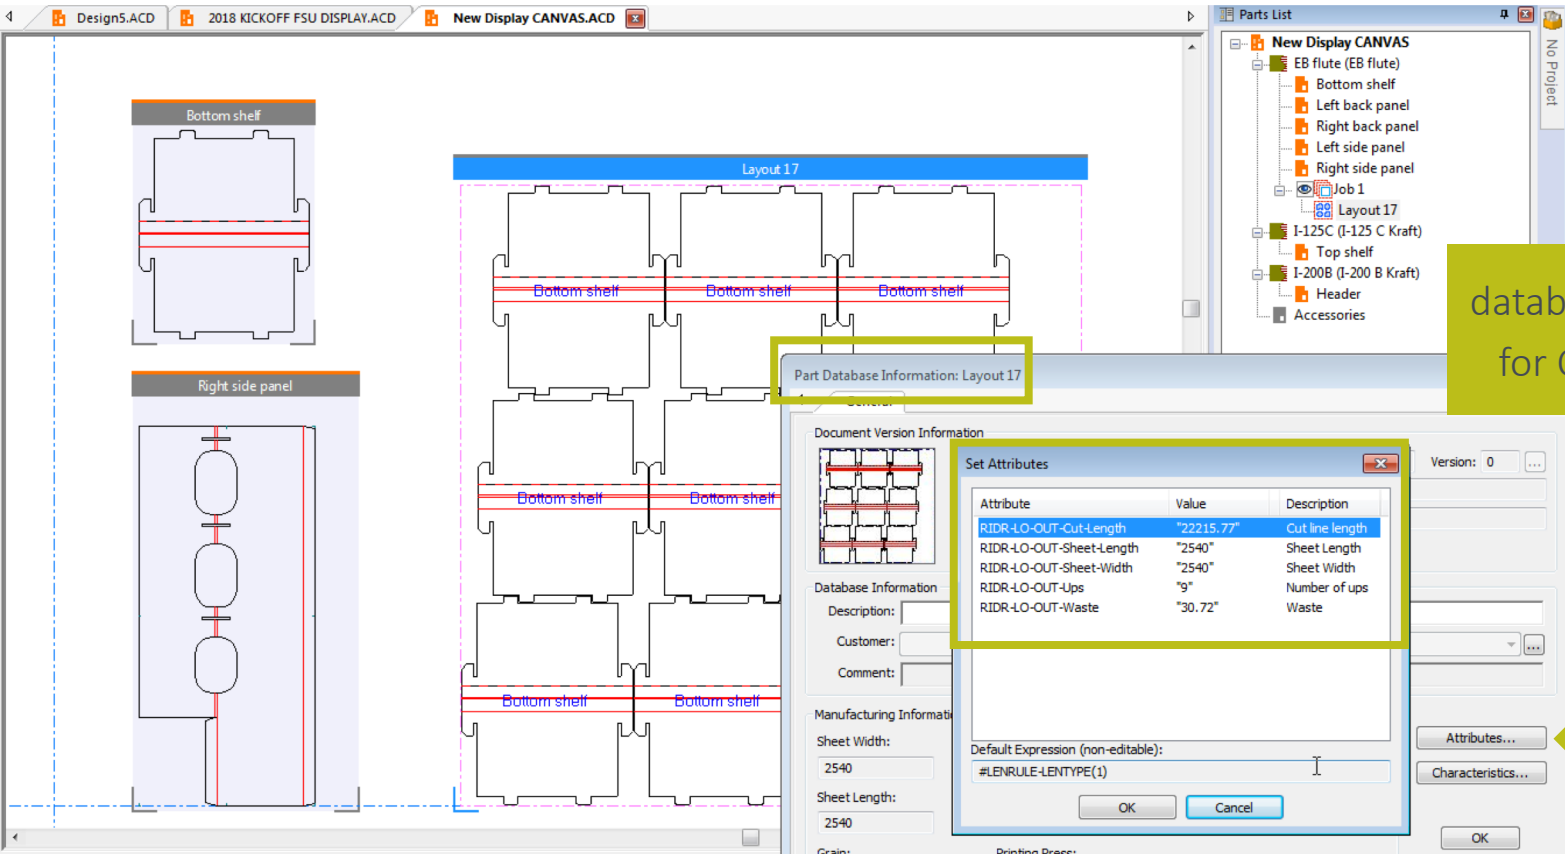 Design5.ACD
2018 KICKOFF FSU DISPLAY.ACD
New Display CANVAS.ACD
Parts List
No Project
New Display CANVAS
EB flute (EB flute)
Bottom shelf
Left back panel
Right back panel
Left side panel
Right side panel
Job 1
Layout 17
I-125C (I-125 C Kraft)
Top shelf
I-200B (I-200 B Kraft)
Header
Accessories
Bottom shelf
Layout 17
Bottom shelf Bottom shelf Bottom shelf
Right side panel
Bottom shelf Bottom shelf
Bottom shelf Bottom shelf
for
Part Database Information: Layout 17
General
Document Version Information
Version: 0 ...
Database Information
Description:
Customer:
...
Comment:
Manufacturing
Sheet Width:
2540
Sheet Length:
2540
Grain:
Printing Press:
Attributes...
Characteristics...
OK
Set Attributes
Attribute Value Description
RIDR-LO-OUT-Cut-Length "22215.77" Cut line length
RIDR-LO-OUT-Sheet-Length "2540" Sheet Length
RIDR-LO-OUT-Sheet-Width "2540" Sheet Width
RIDR-LO-OUT-Ups "9" Number of ups
RIDR-LO-OUT-Waste "30.72" Waste
Default Expression (non-editable):
#LENRULE-LENTYPE(1)
OK Cancel